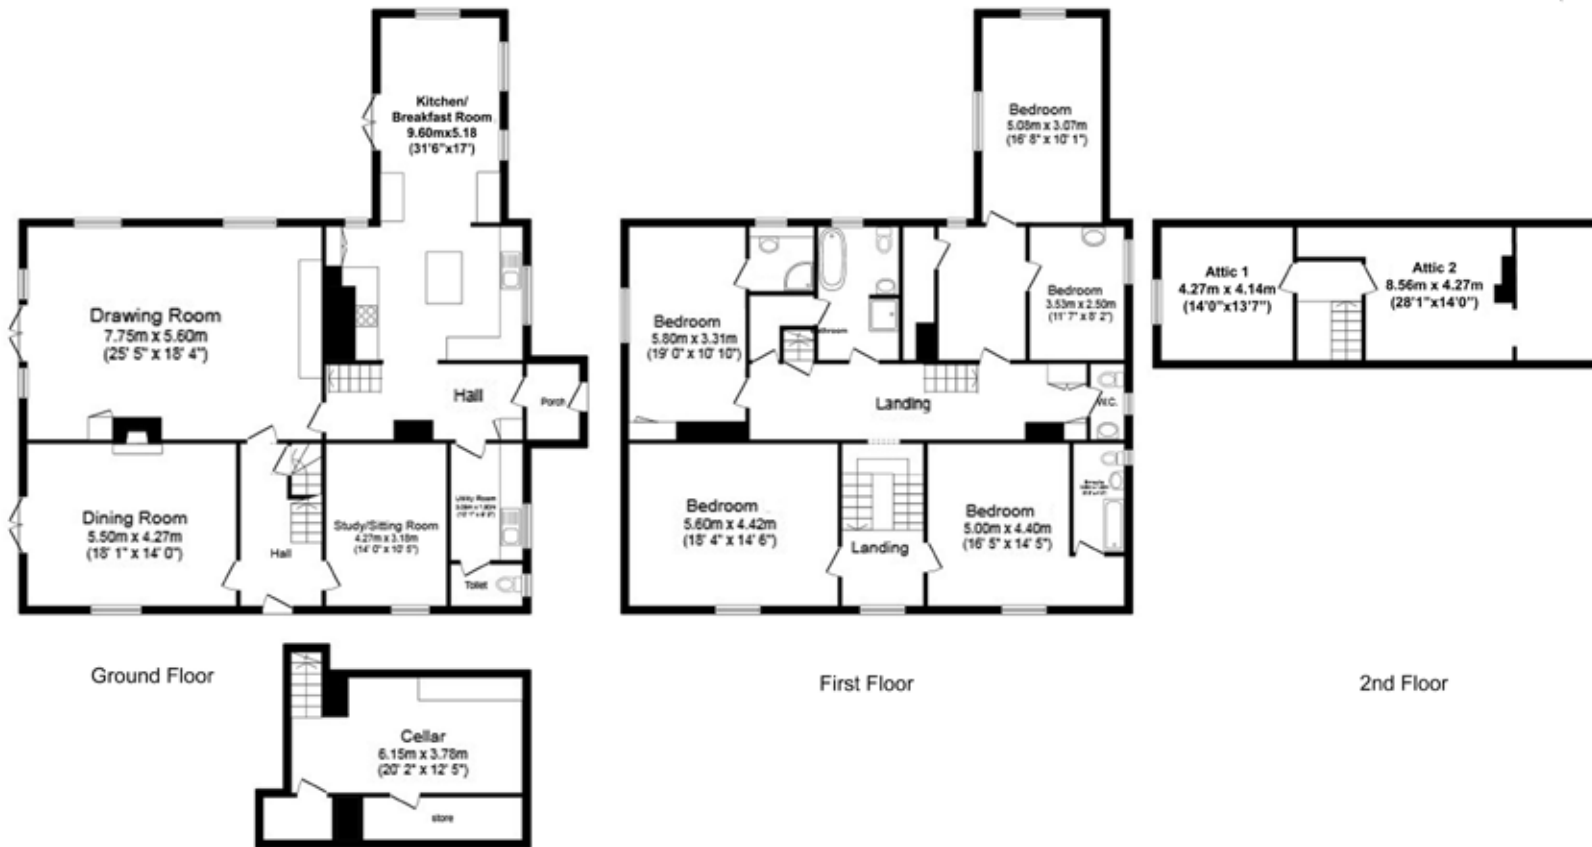 Kitchen/
Breakfast Room
9.60mx5.18
(31'6"x17')
Drawing Room
7.75m x 5.60m
(25' 5" x 18' 4")
Hall
Porch
Dining Room
5.50m x 4.27m
(18' 1" x 14' 0")
Hall
Study/Sitting Room
4.27m x 3.18m
(14' 0" x 10' 5")
Utility Room
Toilet
Ground Floor
Cellar
6.15m x 3.78m
(20' 2" x 12' 5")
store
Bedroom
5.08m x 3.07m
(16' 8" x 10' 1")
Bedroom
5.80m x 3.31m
(19' 0" x 10' 10")
Bedroom
3.53m x 2.50m
(11' 7" x 8' 2")
Landing
W.C.
Bedroom
5.60m x 4.42m
(18' 4" x 14' 6")
Landing
Bedroom
5.00m x 4.40m
(16' 5" x 14' 5")
First Floor
Attic 1
4.27m x 4.14m
(14'0"x13'7")
Attic 2
8.56m x 4.27m
(28'1"x14'0")
2nd Floor